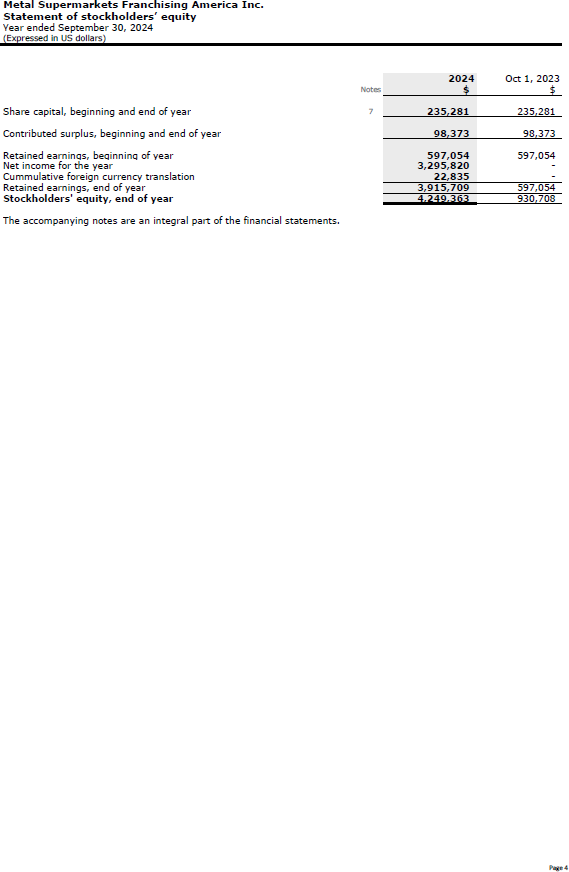 Metal Supermarkets Franchising America Inc.
Statement of stockholders' equity
Year ended September 30, 2024
(Expressed in US dollars)
2024 Oct 1, 2023
Notes $ $
Share capital, beginning and end of year 7 235,281 235,281
Contributed surplus, beginning and end of year 98,373 98,373
Retained earnings, beginning of year 597,054 597,054
Net income for the year 3,295,820 -
Cummulative foreign currency translation 22,835 -
Retained earnings, end of year 3,915,709 597,054
Stockholders' equity, end of year 4,249,363 930,708
The accompanying notes are an integral part of the financial statements.
Page 4